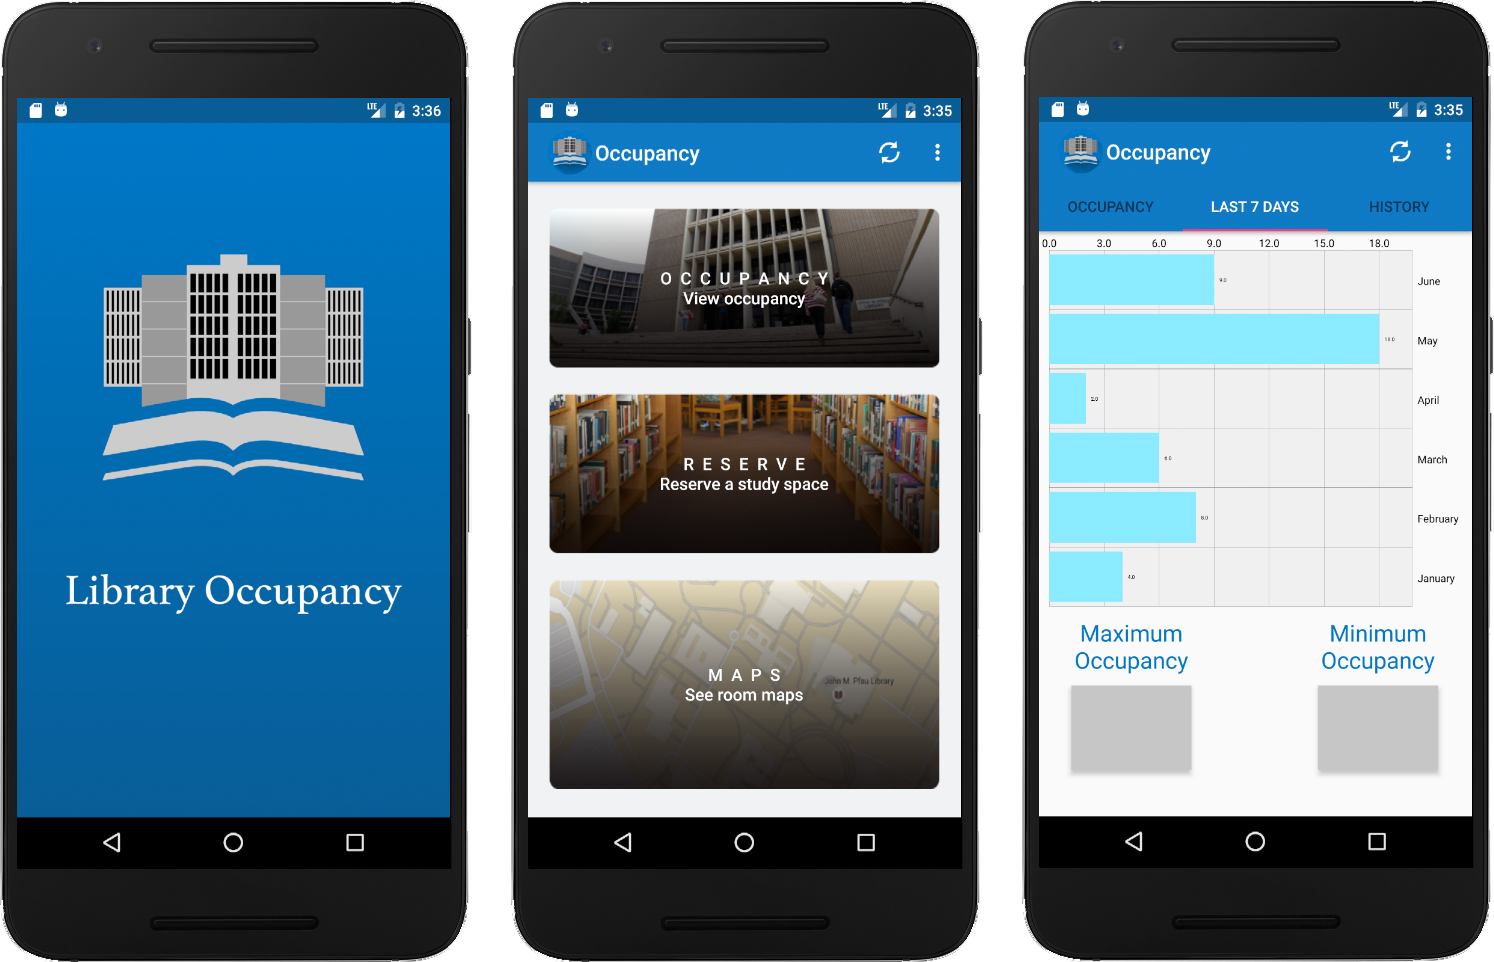 LTE 3:36
Library Occupancy
LTE 3:35
Occupancy
OCCUPANCY
View occupancy
RESERVE
Reserve a study space
MAPS
See room maps
John M. Pfau Library
LTE 3:35
Occupancy
OCCUPANCY LAST 7 DAYS HISTORY
0.0 3.0 6.0 9.0 12.0 15.0 18.0
9.0 June
18.0 May
2.0 April
6.0 March
8.0 February
4.0 January
Maximum Occupancy
Minimum Occupancy